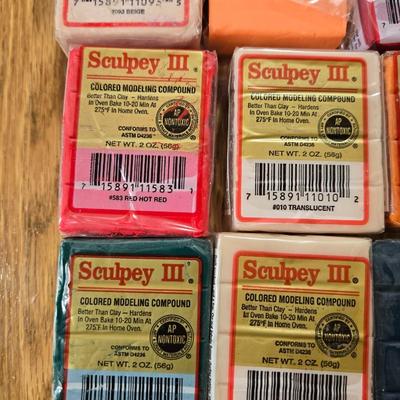 7 15891 11093 5
#093 BEIGE
Sculpey III®
COLORED MODELING COMPOUND
Better Than Clay – Hardens
In Oven Bake 10-20 Min At
275°F In Home Oven.
CONFORMS TO
ASTM D4236
AP
NONTOXIC
NET WT. 2 OZ. (56g)
7 15891 11583 1
#583 RED HOT RED
Sculpey III®
COLORED MODELING COMPOUND
Better Than Clay – Hardens
In Oven Bake 10-20 Min At
275°F In Home Oven.
CONFORMS TO
ASTM D4236
AP
NONTOXIC
NET WT. 2 OZ. (56g)
7 15891 11010 2
#010 TRANSLUCENT
Sculpey III®
COLORED MODELING COMPOUND
Better Than Clay – Hardens
In Oven Bake 10-20 Min At
275°F In Home Oven.
CONFORMS TO
ASTM D4236
AP
NONTOXIC
NET WT. 2 OZ. (56g)
Sculpey III®
COLORED MODELING COMPOUND
Better Than Clay – Hardens
In Oven Bake 10-20 Min At
275°F In Home Oven.
CONFORMS TO
ASTM D4236
AP
NONTOXIC
NET WT. 2 OZ. (56g)